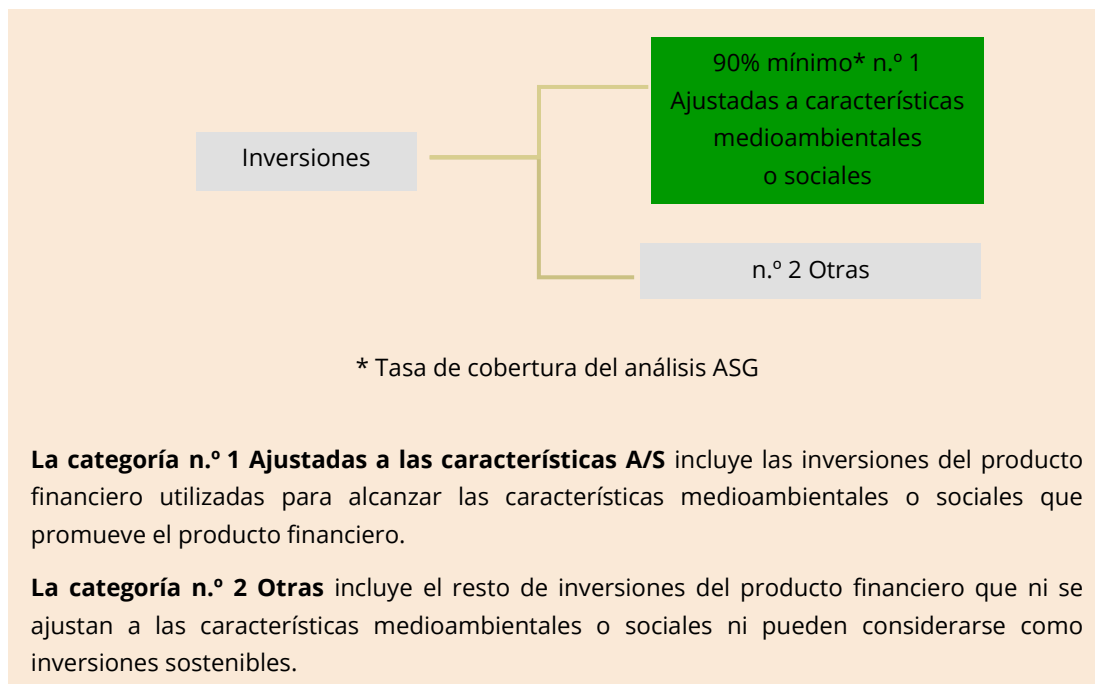 90% mínimo* n.º 1
Ajustadas a características
medioambientales
o sociales
Inversiones
n.º 2 Otras
* Tasa de cobertura del análisis ASG
La categoría n.º 1 Ajustadas a las características A/S incluye las inversiones del producto
financiero utilizadas para alcanzar las características medioambientales o sociales que
promueve el producto financiero.
La categoría n.º 2 Otras incluye el resto de inversiones del producto financiero que ni se
ajustan a las características medioambientales o sociales ni pueden considerarse como
inversiones sostenibles.